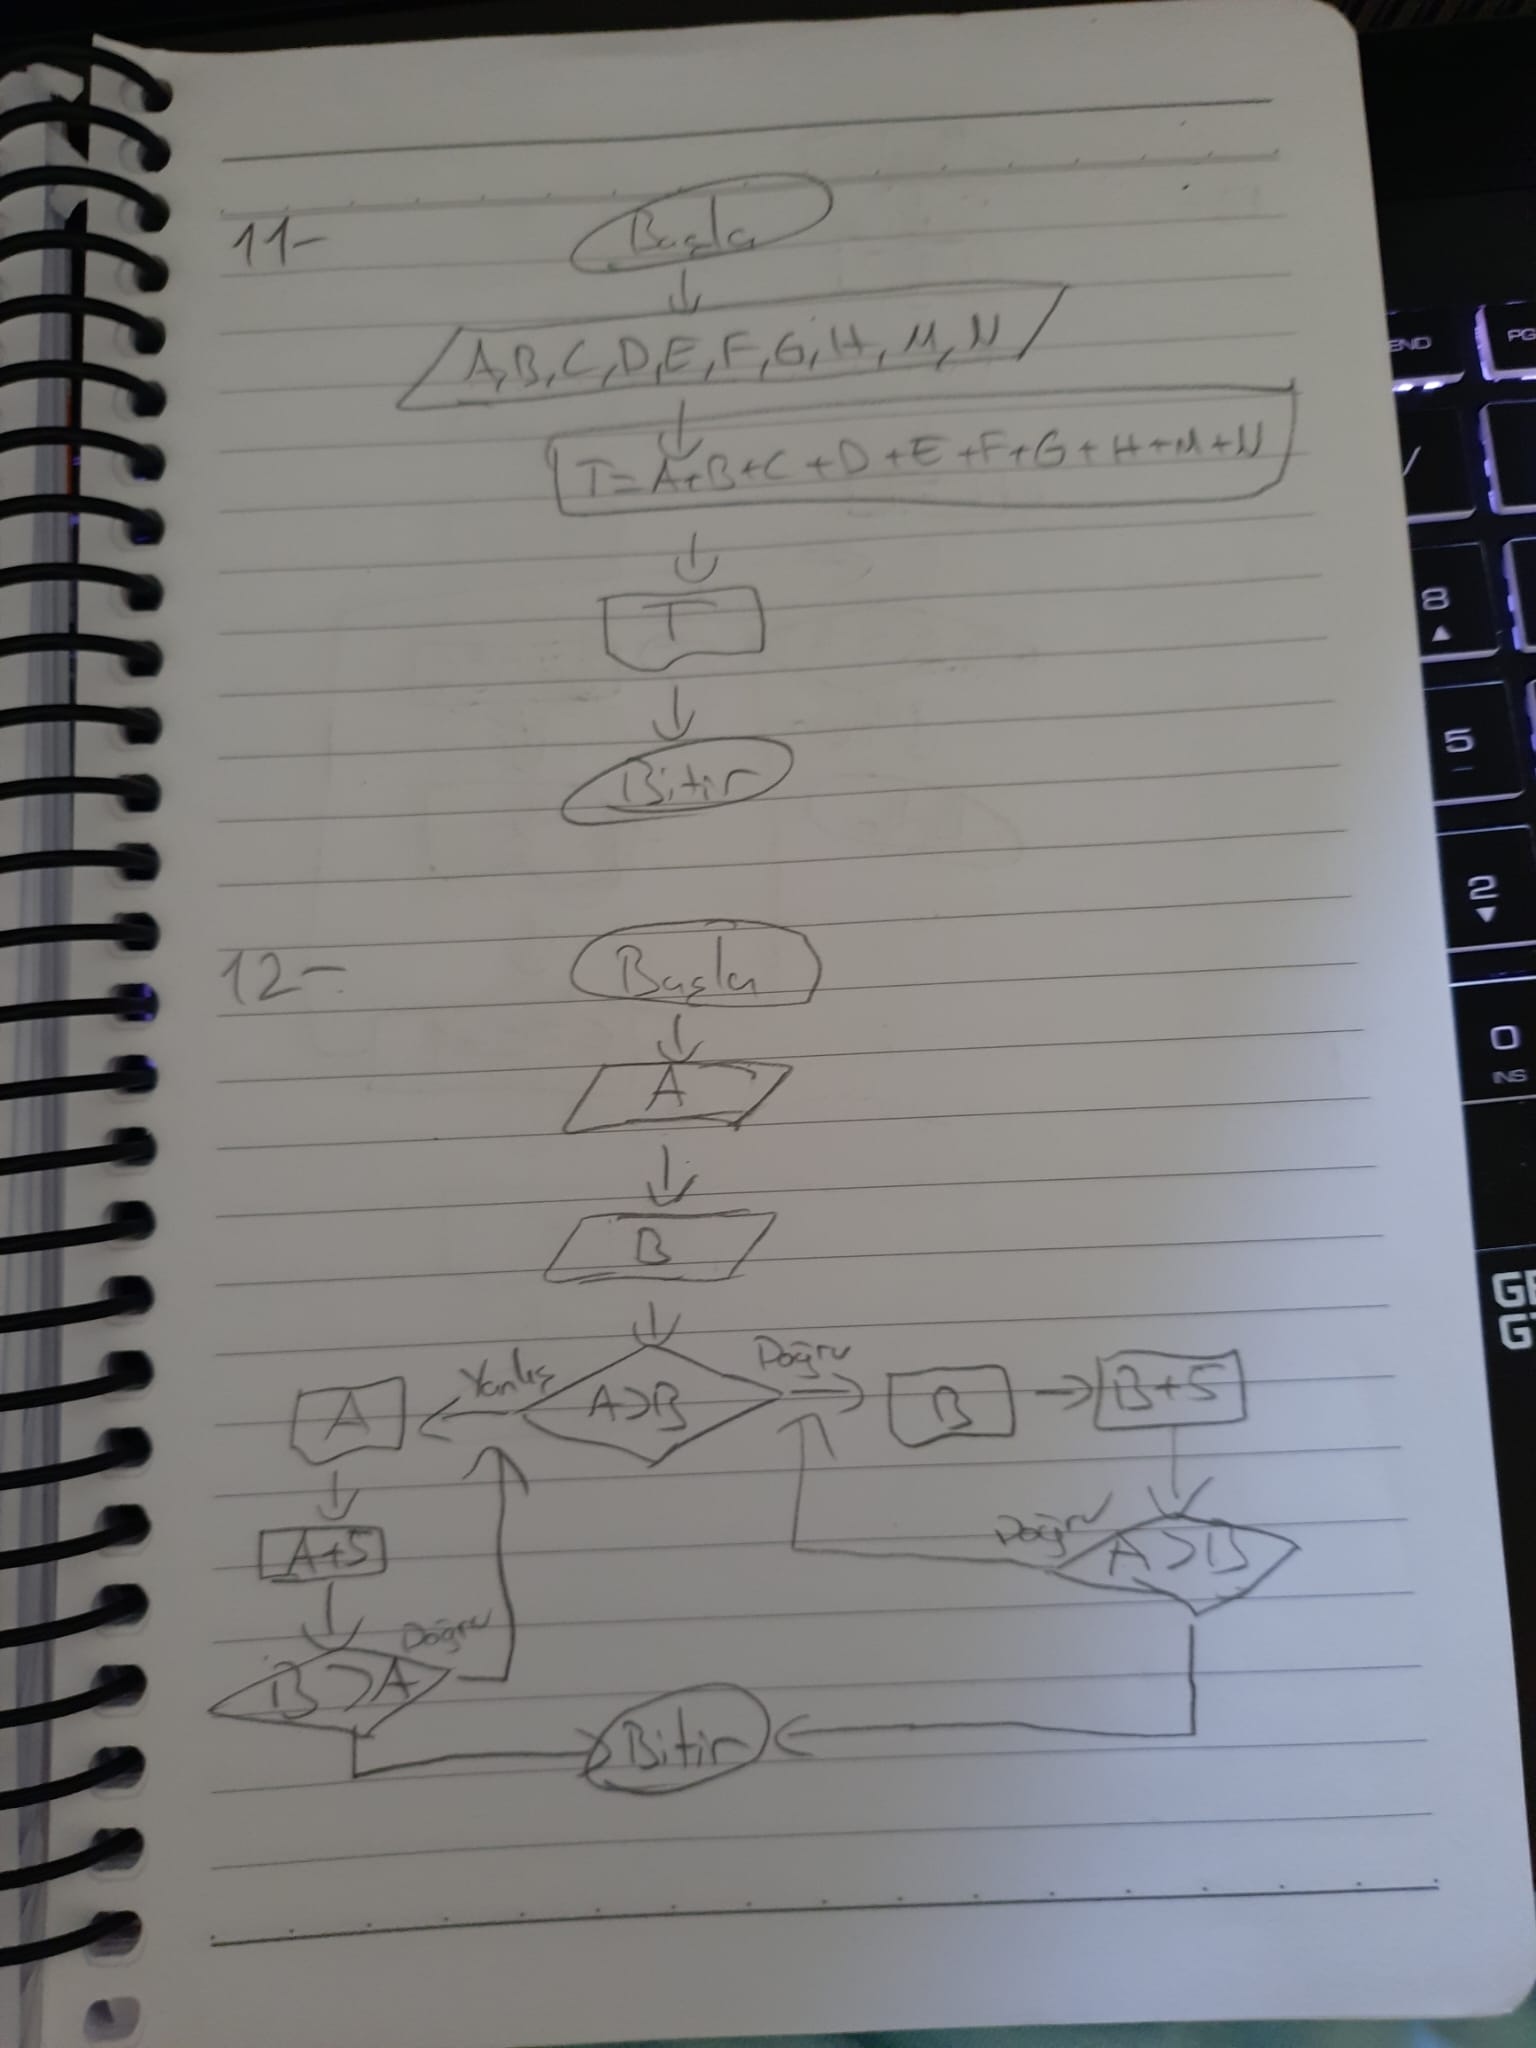 11-
Başla
A, B, C, D, E, F, G, H, M, N
T=A+B+C+D+E+F+G+H+M+N
T
Bitir
12-
Başla
A
B
Yanlış
A>B
Doğru
A
B
B+5
A+5
Doğru
A>B
Doğru
B>A
Bitir
END
PG
/
8
5
2
0
INS
GE